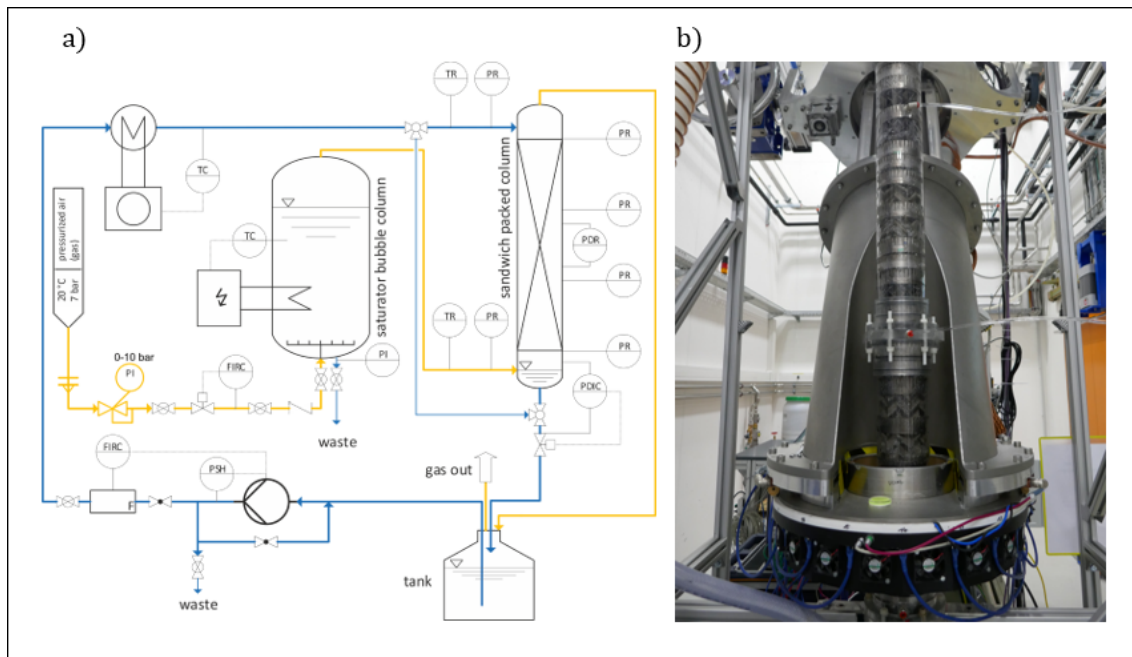 a)
b)
TR
PR
M
TC
pressurized air
(gas)
20 °C
7 bar
saturator bubble column
sandwich packed column
PR
PR
PDR
TC
PR
TR
PR
PR
0-10 bar
PI
FIRC
PI
PDIC
waste
FIRC
PSH
gas out
F
tank
waste